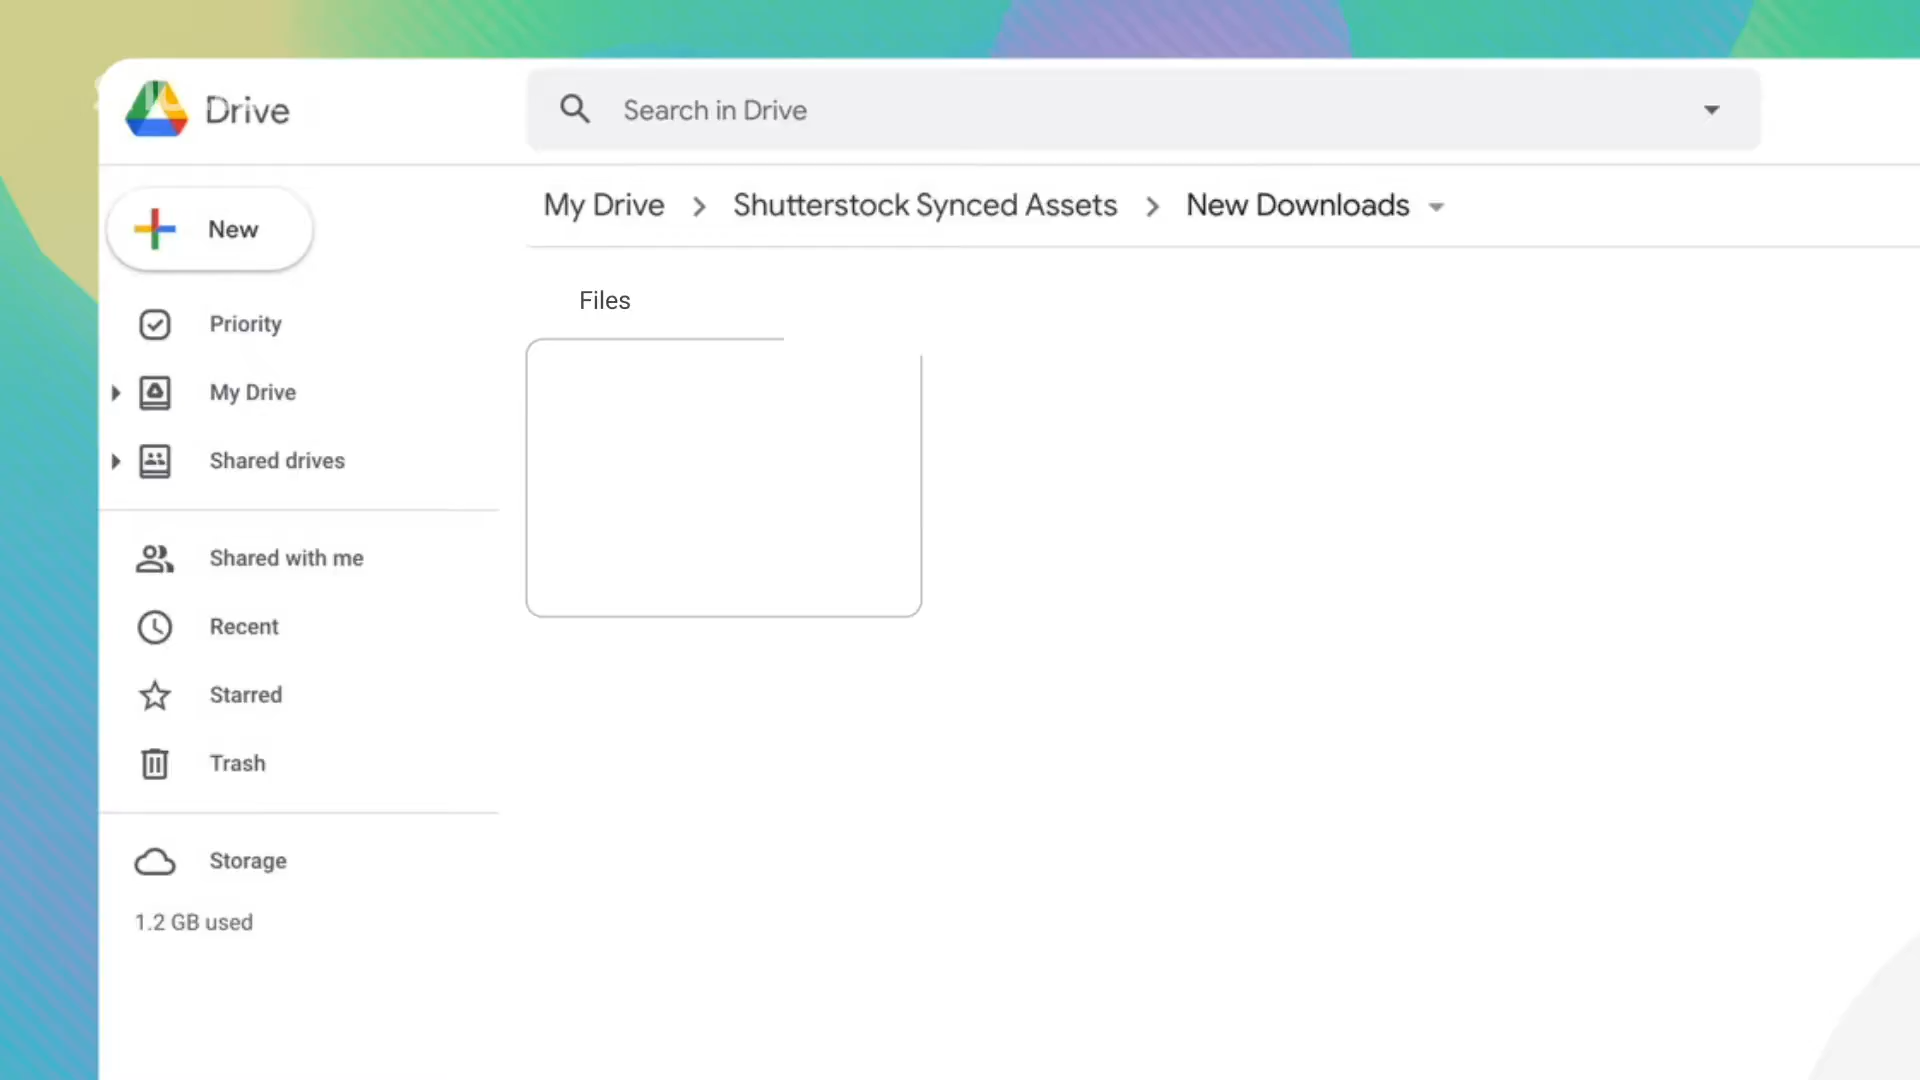 Drive
Search in Drive
New
My Drive > Shutterstock Synced Assets > New Downloads
Files
Priority
My Drive
Shared drives
Shared with me
Recent
Starred
Trash
Storage
1.2 GB used